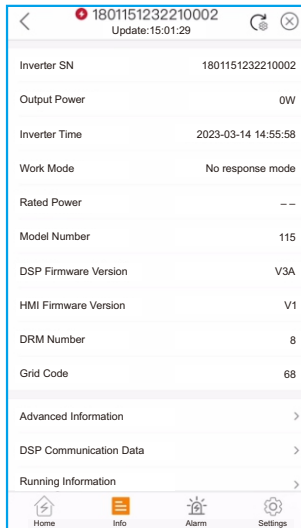 1801151232210002
Update:15:01:29
Inverter SN 1801151232210002
Output Power 0W
Inverter Time 2023-03-14 14:55:58
Work Mode No response mode
Rated Power – –
Model Number 115
DSP Firmware Version V3A
HMI Firmware Version V1
DRM Number 8
Grid Code 68
Advanced Information
DSP Communication Data
Running Information
Home Info Alarm Settings